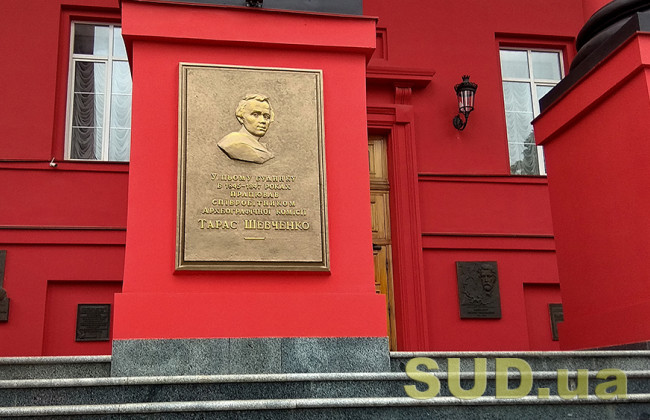 У ЦЬОМУ БУДИНКУ
В 1845-1847 РОКАХ
ПРАЦЮВАВ
СПІВРОБІТНИКОМ
АРХЕОГРАФІЧНОЇ КОМІСІЇ
ТАРАС ШЕВЧЕНКО
SUD.ua